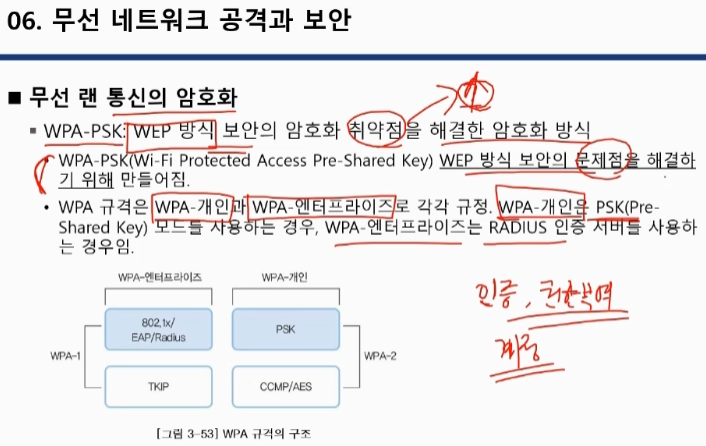 06. 무선 네트워크 공격과 보안
■ 무선 랜 통신의 암호화
▪ WPA-PSK: WEP 방식 보안의 암호화 취약점을 해결한 암호화 방식
• WPA-PSK(Wi-Fi Protected Access Pre-Shared Key) WEP 방식 보안의 문제점을 해결하
기 위해 만들어짐.
• WPA 규격은 WPA-개인과 WPA-엔터프라이즈로 각각 규정. WPA-개인은 PSK(Pre-
Shared Key) 모드를 사용하는 경우, WPA-엔터프라이즈는 RADIUS 인증 서버를 사용하
는 경우임.
WPA-엔터프라이즈 WPA-개인
802.1x/
EAP/Radius
PSK
WPA-1
WPA-2
TKIP
CCMP/AES
[그림 3-53] WPA 규격의 구조
인증, 권한부여
계정